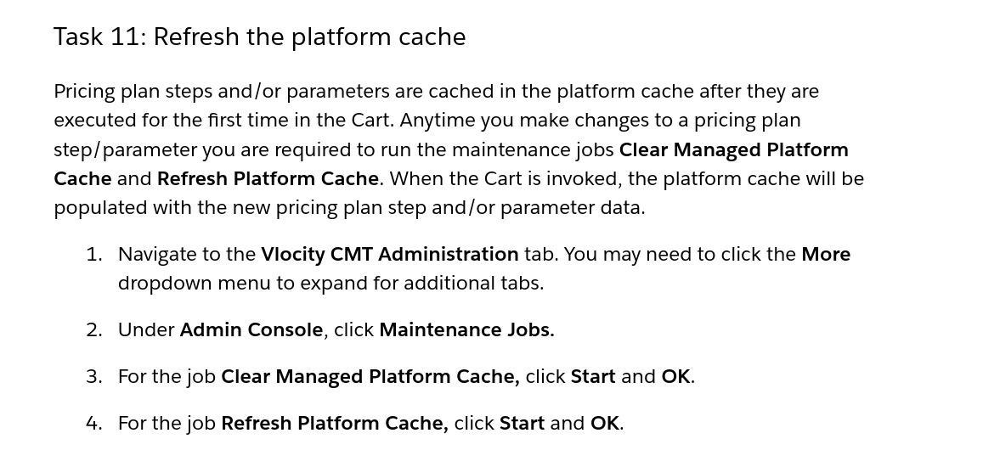 Task 11: Refresh the platform cache
Pricing plan steps and/or parameters are cached in the platform cache after they are
executed for the first time in the Cart. Anytime you make changes to a pricing plan
step/parameter you are required to run the maintenance jobs Clear Managed Platform
Cache and Refresh Platform Cache. When the Cart is invoked, the platform cache will be
populated with the new pricing plan step and/or parameter data.
1. Navigate to the Vlocity CMT Administration tab. You may need to click the More
dropdown menu to expand for additional tabs.
2. Under Admin Console, click Maintenance Jobs.
3. For the job Clear Managed Platform Cache, click Start and OK.
4. For the job Refresh Platform Cache, click Start and OK.